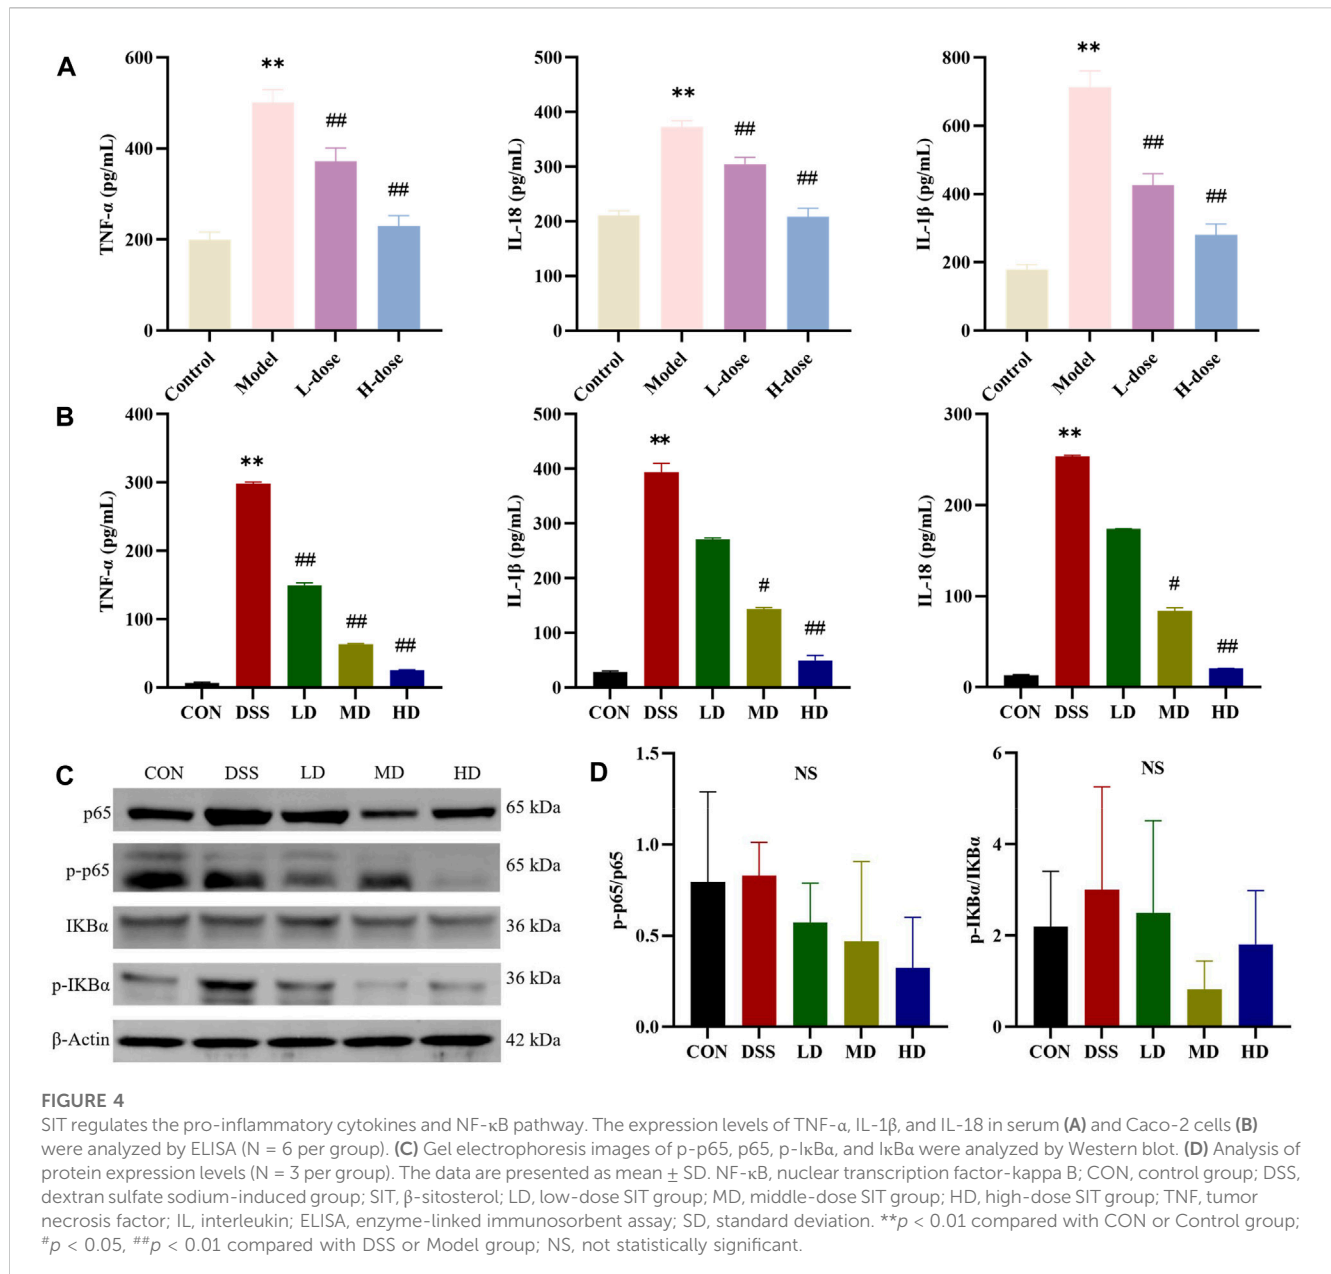 A
TNF-α (pg/mL)
600
400
200
0
**
##
##
Control
Model
L-dose
H-dose
IL-18 (pg/mL)
500
400
300
200
100
0
**
##
##
Control
Model
L-dose
H-dose
IL-1β (pg/mL)
800
600
400
200
0
**
##
##
Control
Model
L-dose
H-dose
B
TNF-α (pg/mL)
400
300
200
100
0
**
##
##
##
CON DSS LD MD HD
IL-1β (pg/mL)
500
400
300
200
100
0
**
#
##
CON DSS LD MD HD
IL-18 (pg/mL)
300
200
100
0
**
#
##
CON DSS LD MD HD
C
CON DSS LD MD HD
p65 65 kDa
p-p65 65 kDa
IKBα 36 kDa
p-IKBα 36 kDa
β-Actin 42 kDa
D
p-p65/p65
1.5
1.0
0.5
0.0
NS
CON DSS LD MD HD
p-IKBα/IKBα
6
4
2
0
NS
CON DSS LD MD HD
FIGURE 4
SIT regulates the pro-inflammatory cytokines and NF-κB pathway. The expression levels of TNF-α, IL-1β, and IL-18 in serum (A) and Caco-2 cells (B)
were analyzed by ELISA (N = 6 per group). (C) Gel electrophoresis images of p-p65, p65, p-IκBα, and IκBα were analyzed by Western blot. (D) Analysis of
protein expression levels (N = 3 per group). The data are presented as mean ± SD. NF-κB, nuclear transcription factor-kappa B; CON, control group; DSS,
dextran sulfate sodium-induced group; SIT, β-sitosterol; LD, low-dose SIT group; MD, middle-dose SIT group; HD, high-dose SIT group; TNF, tumor
necrosis factor; IL, interleukin; ELISA, enzyme-linked immunosorbent assay; SD, standard deviation. **p < 0.01 compared with CON or Control group;
#p < 0.05, ##p < 0.01 compared with DSS or Model group; NS, not statistically significant.